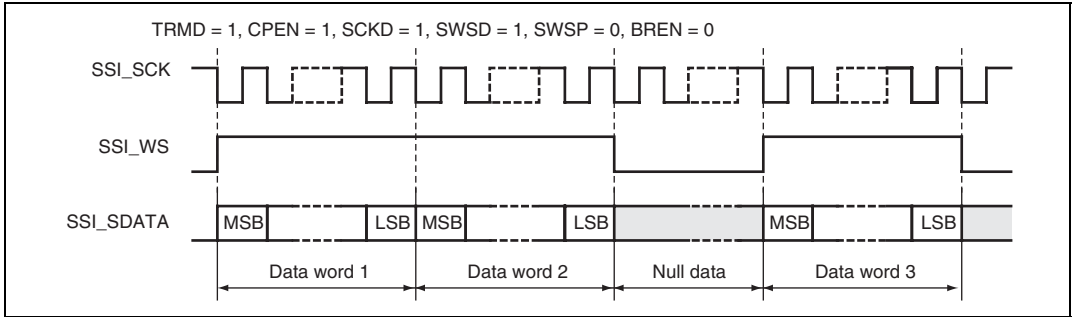 TRMD = 1, CPEN = 1, SCKD = 1, SWSD = 1, SWSP = 0, BREN = 0
SSI_SCK
SSI_WS
SSI_SDATA
MSB LSB MSB LSB MSB LSB
Data word 1 Data word 2 Null data Data word 3